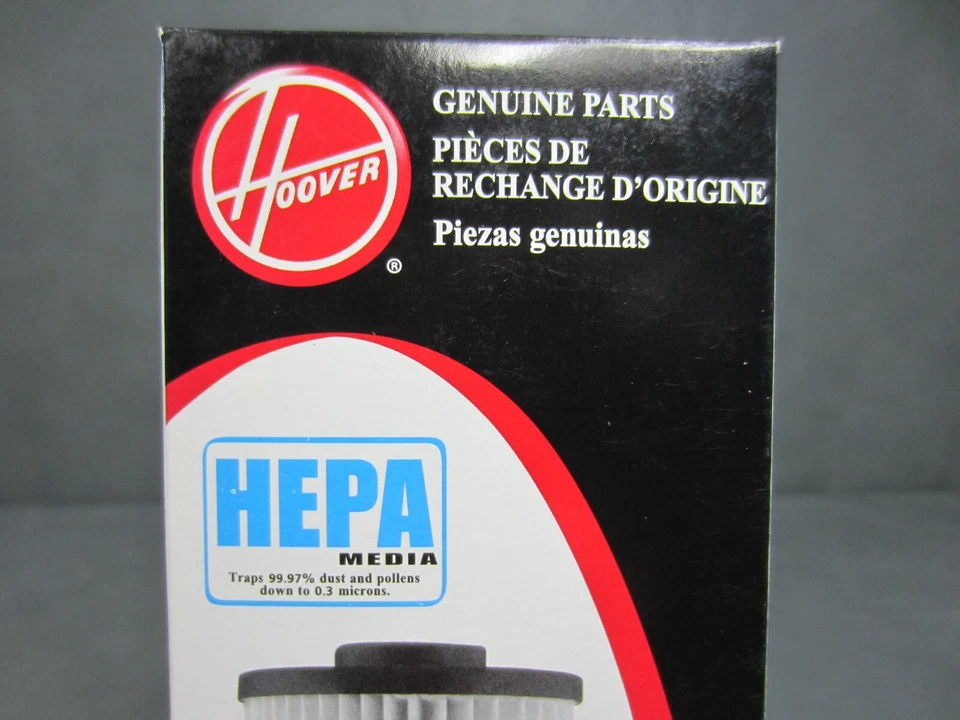 HOOVER
®
GENUINE PARTS
PIÈCES DE
RECHANGE D'ORIGINE
Piezas genuinas
HEPA
MEDIA
Traps 99.97% dust and pollens
down to 0.3 microns.